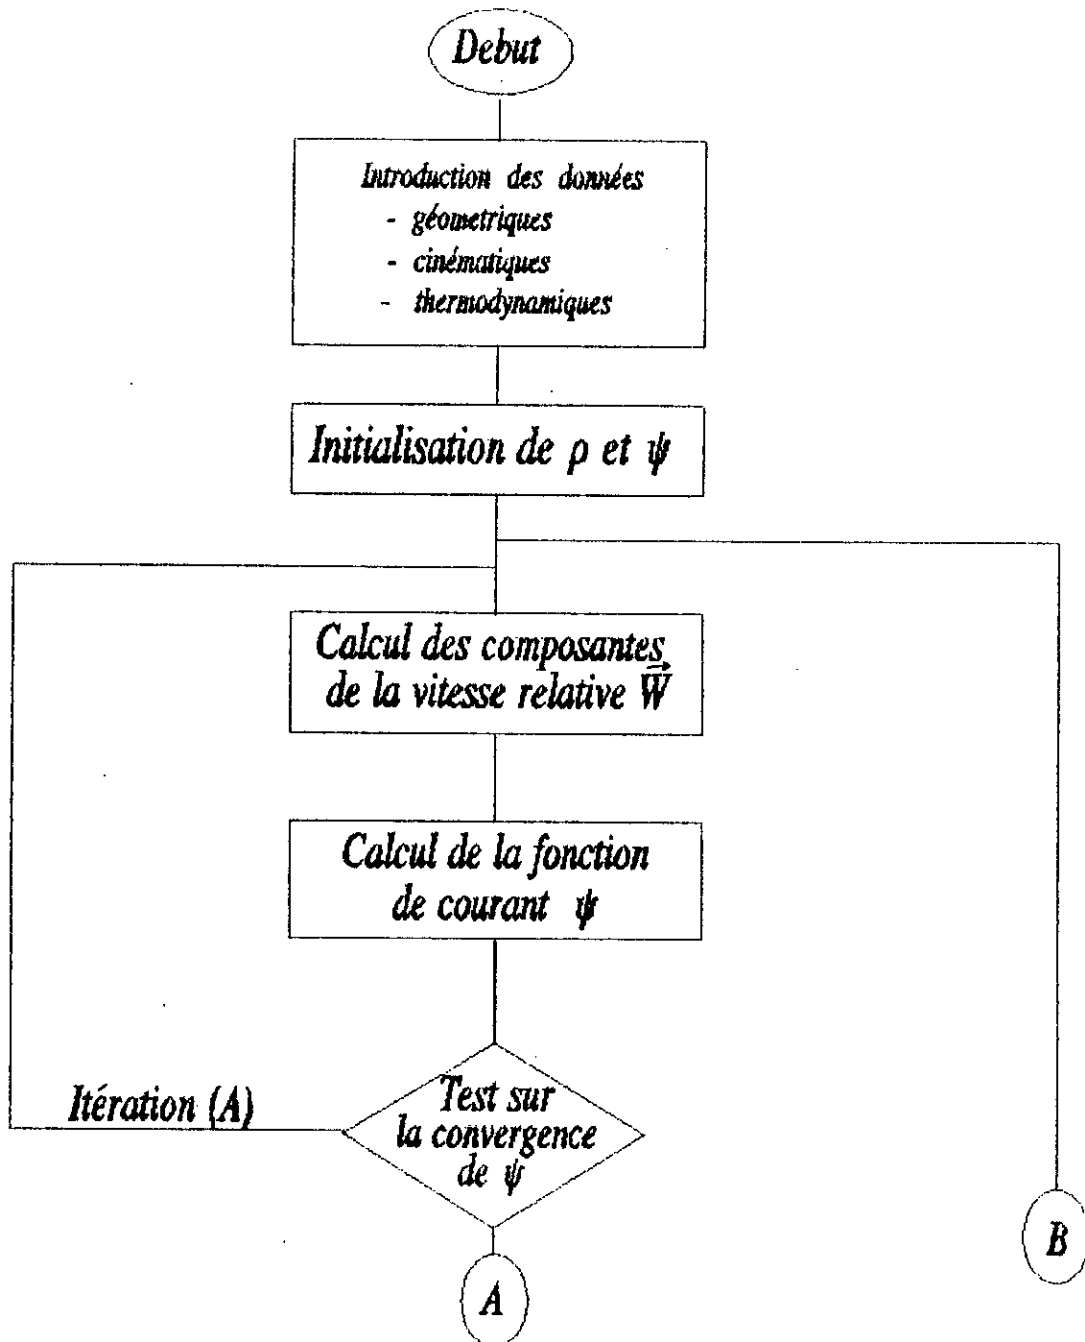 Debut
Introduction des données
- géometriques
- cinématiques
- thermodynamiques
Initialisation de ρ et ψ
Calcul des composantes
de la vitesse relative W⃗
Calcul de la fonction
de courant ψ
Itération (A)
Test sur
la convergence
de ψ
A
B